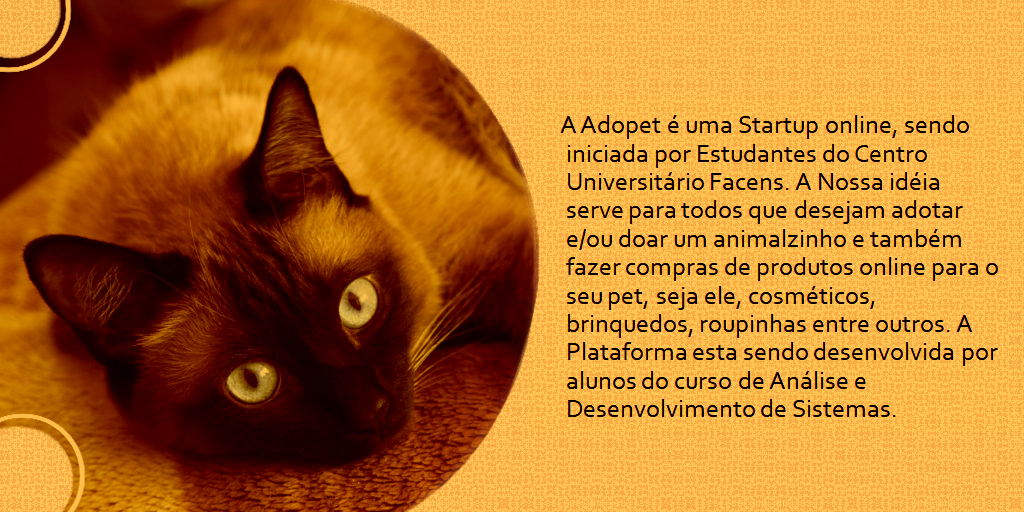 A Adopet é uma Startup online, sendo
iniciada por Estudantes do Centro
Universitário Facens. A Nossa idéia
serve para todos que desejam adotar
e/ou doar um animalzinho e também
fazer compras de produtos online para o
seu pet, seja ele, cosméticos,
brinquedos, roupinhas entre outros. A
Plataforma esta sendo desenvolvida por
alunos do curso de Análise e
Desenvolvimento de Sistemas.